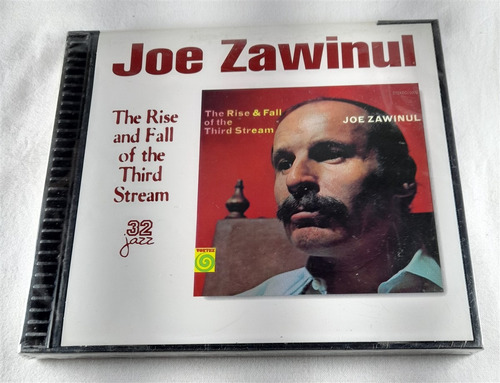 Joe Zawinul
The Rise
and Fall
of the
Third
Stream
32
jazz
The Rise & Fall
of the
Third Stream
JOE ZAWINUL
VORTEX